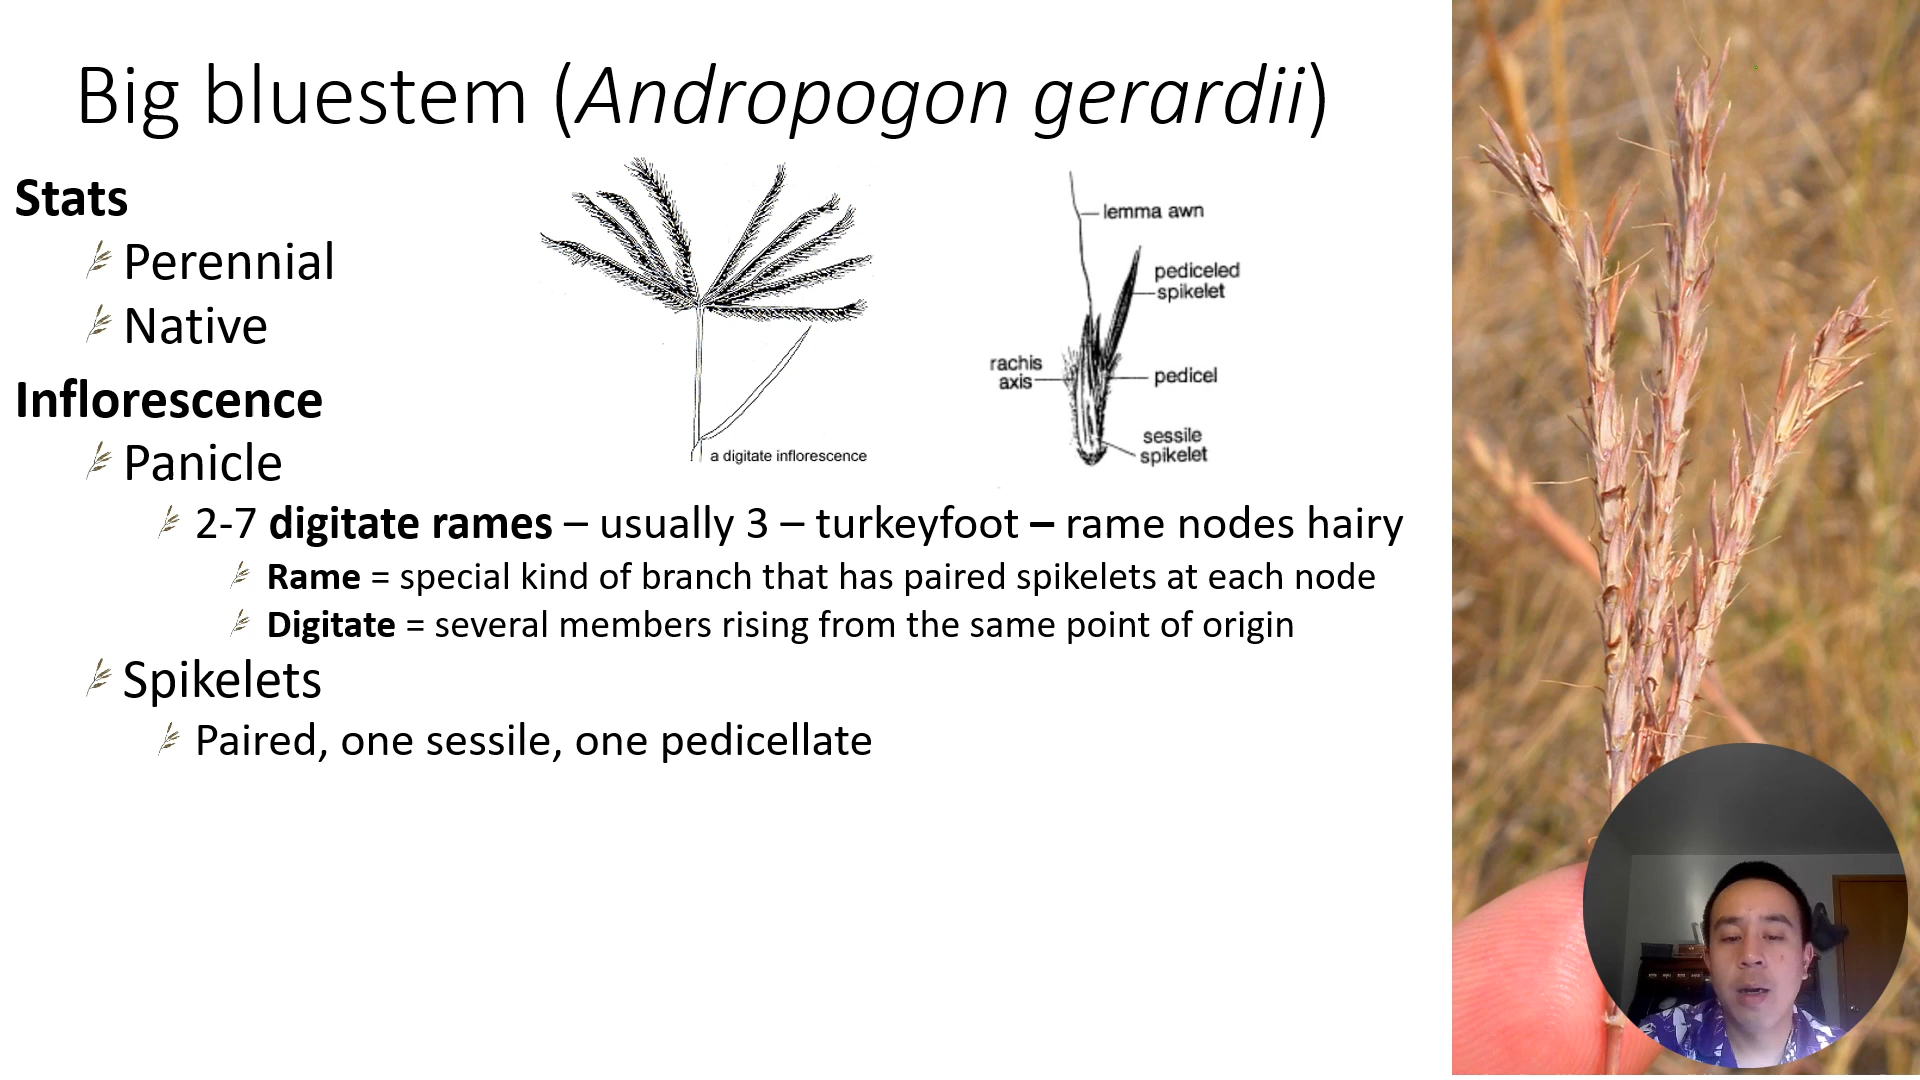 Big bluestem (Andropogon gerardii)
Stats
Perennial
Native
Inflorescence
Panicle
2-7 digitate rames – usually 3 – turkeyfoot – rame nodes hairy
Rame = special kind of branch that has paired spikelets at each node
Digitate = several members rising from the same point of origin
Spikelets
Paired, one sessile, one pedicellate
a digitate inflorescence
lemma awn
pediceled
spikelet
rachis
axis
pedicel
sessile
spikelet